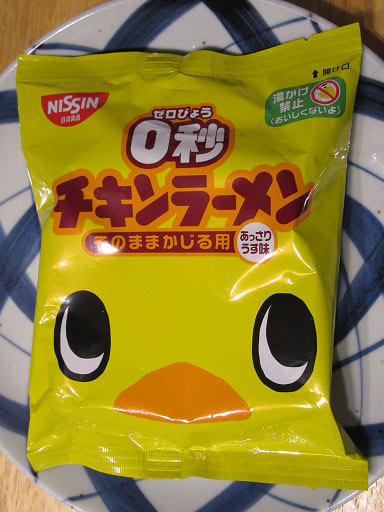 ↑開け口
NISSIN
日清食品
湯かけ
禁止
(おいしくないよ)
ゼロびょう
0秒
チキンラーメン
そのままかじる用
あっさり
うす味